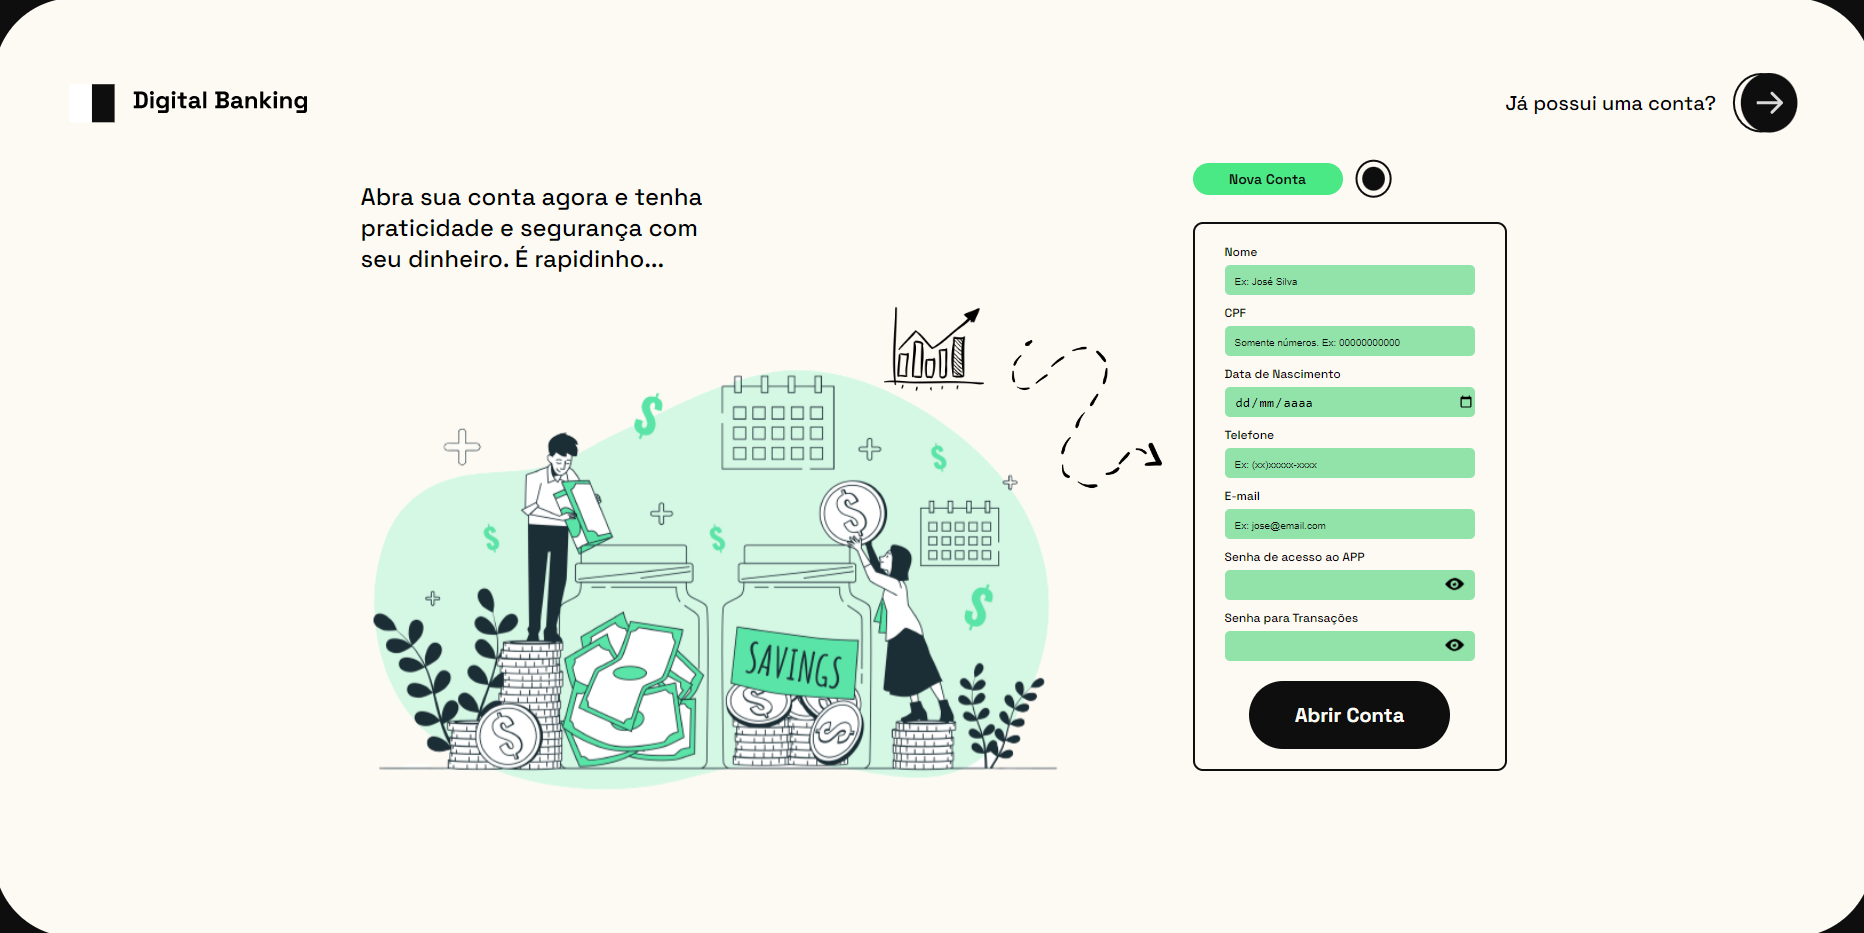 Digital Banking
Já possui uma conta?
Abra sua conta agora e tenha
praticidade e segurança com
seu dinheiro. É rapidinho...
SAVINGS
Nova Conta
Nome
Ex: José Silva
CPF
Somente números. Ex: 00000000000
Data de Nascimento
dd/mm/aaaa
Telefone
Ex: (xx)xxxxx-xxxx
E-mail
Ex: jose@email.com
Senha de acesso ao APP
Senha para Transações
Abrir Conta